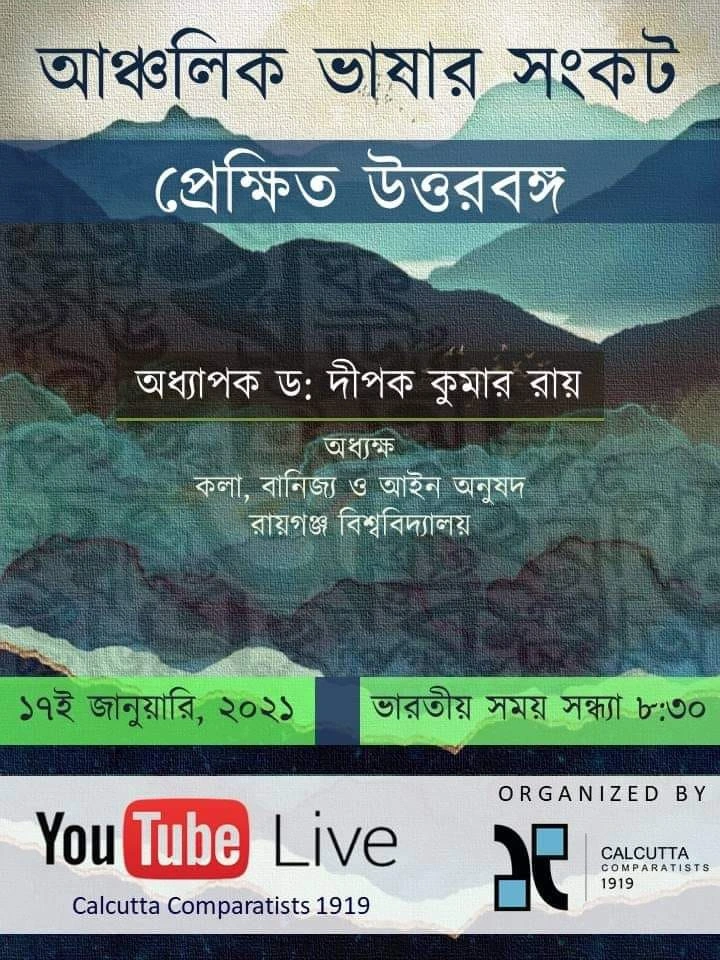 আঞ্চলিক ভাষার সংকট
প্রেক্ষিত উত্তরবঙ্গ
অধ্যাপক ড: দীপক কুমার রায়
অধ্যক্ষ
কলা, বানিজ্য ও আইন অনুষদ
রায়গঞ্জ বিশ্ববিদ্যালয়
১৭ই জানুয়ারি, ২০২১
ভারতীয় সময় সন্ধ্যা ৮:৩০
ORGANIZED BY
YouTube Live
Calcutta Comparatists 1919
CALCUTTA
COMPARATISTS
1919